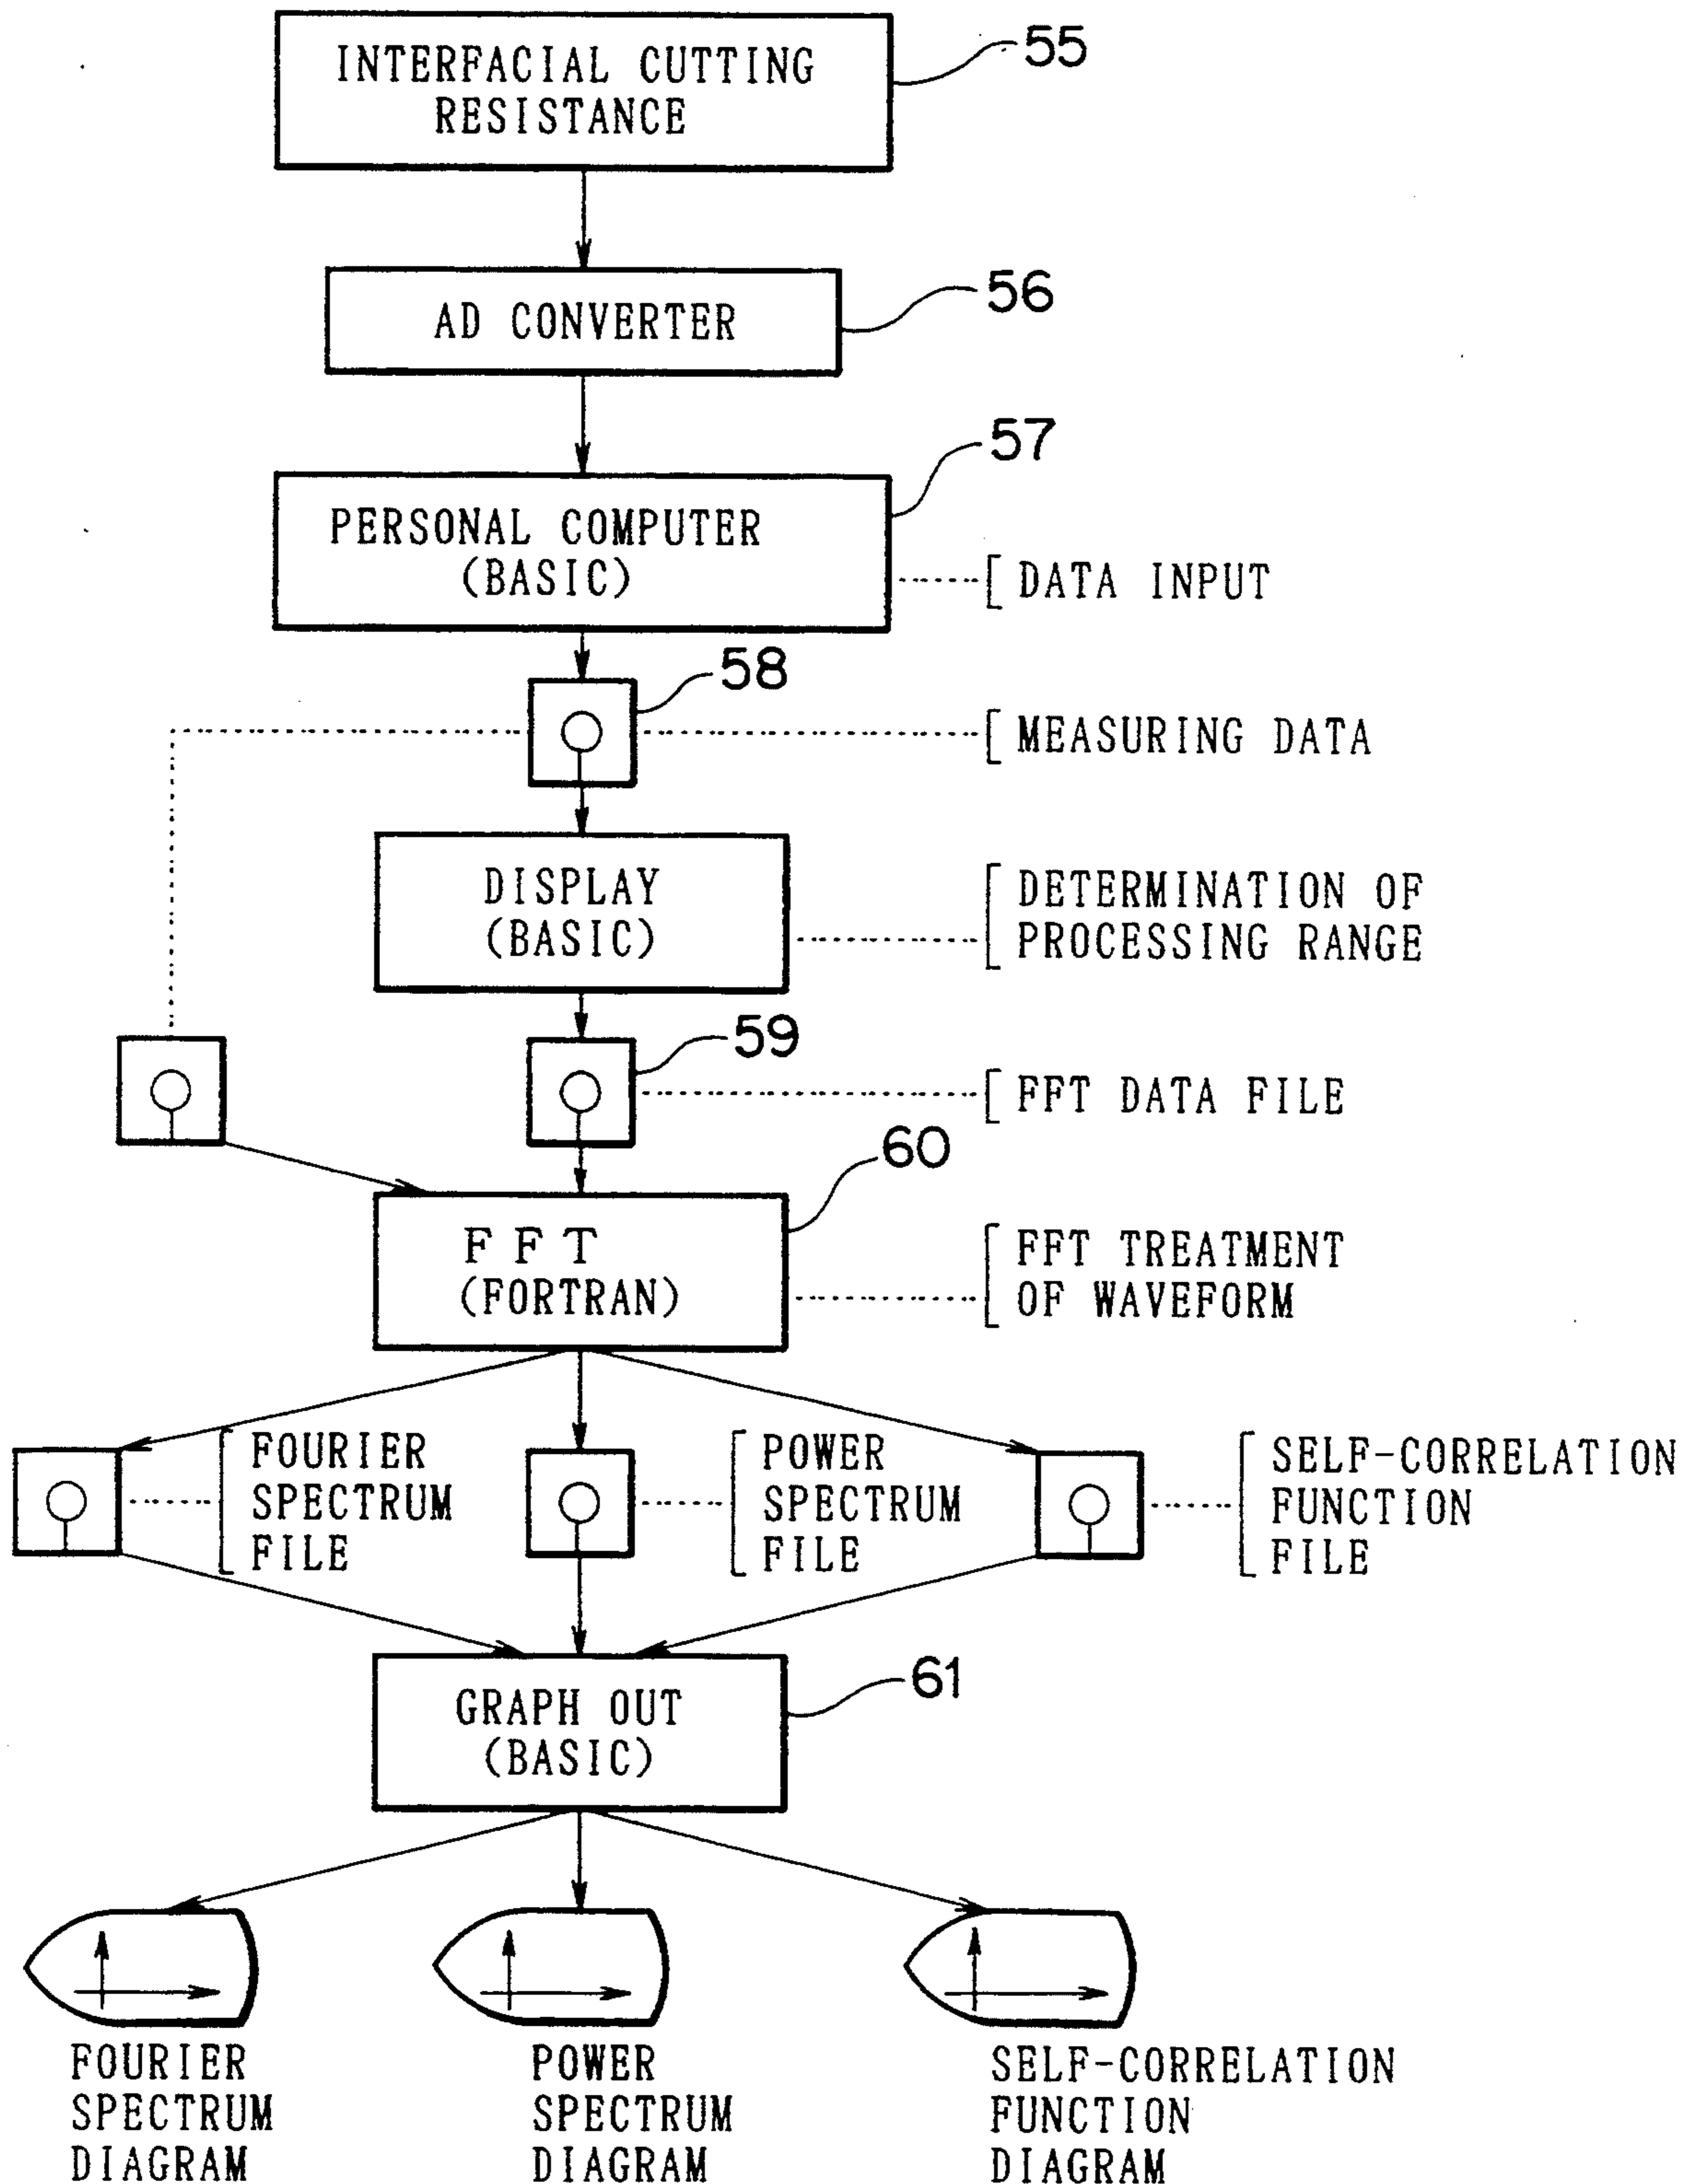 INTERFACIAL CUTTING
RESISTANCE
55
AD CONVERTER
56
PERSONAL COMPUTER
(BASIC)
57
DATA INPUT
58
MEASURING DATA
DISPLAY
(BASIC)
DETERMINATION OF
PROCESSING RANGE
59
FFT DATA FILE
60
FFT
(FORTRAN)
FFT TREATMENT
OF WAVEFORM
FOURIER
SPECTRUM
FILE
POWER
SPECTRUM
FILE
SELF-CORRELATION
FUNCTION
FILE
61
GRAPH OUT
(BASIC)
FOURIER
SPECTRUM
DIAGRAM
POWER
SPECTRUM
DIAGRAM
SELF-CORRELATION
FUNCTION
DIAGRAM